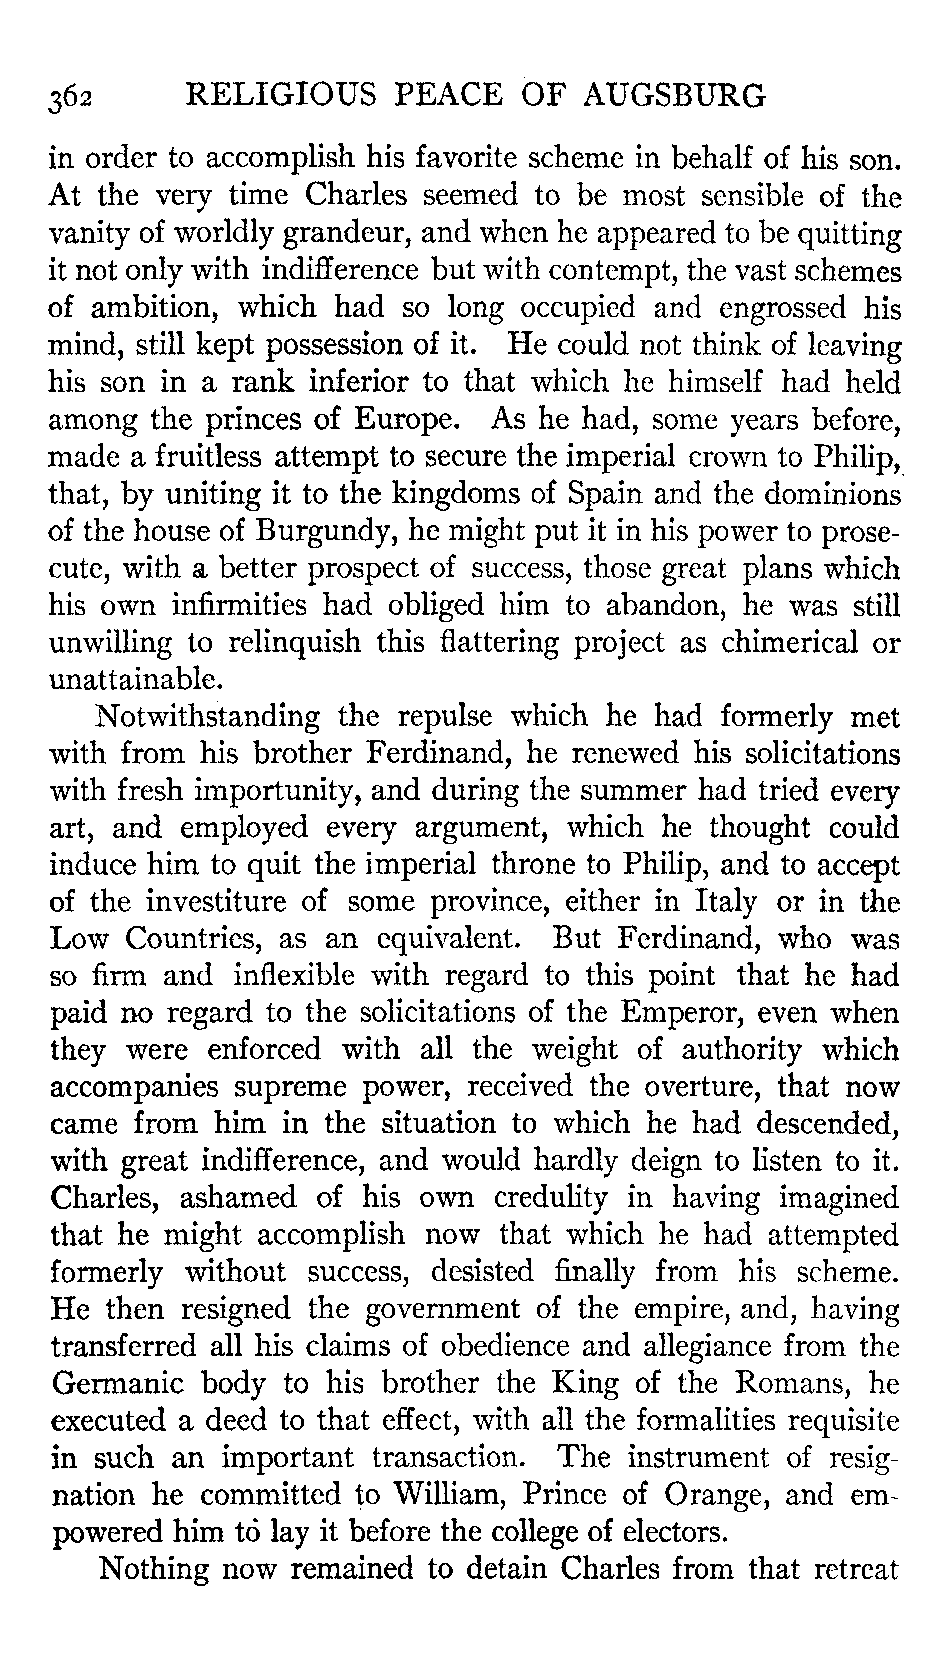 362 RELIGIOUS PEACE OF AUGSBURG
in order to accomplish his favorite scheme in behalf of his son.
At the very time Charles seemed to be most sensible of the
vanity of worldly grandeur, and when he appeared to be quitting
it not only with indifference but with contempt, the vast schemes
of ambition, which had so long occupied and engrossed his
mind, still kept possession of it. He could not think of leaving
his son in a rank inferior to that which he himself had held
among the princes of Europe. As he had, some years before,
made a fruitless attempt to secure the imperial crown to Philip,
that, by uniting it to the kingdoms of Spain and the dominions
of the house of Burgundy, he might put it in his power to prose-
cute, with a better prospect of success, those great plans which
his own infirmities had obliged him to abandon, he was still
unwilling to relinquish this flattering project as chimerical or
unattainable.
Notwithstanding the repulse which he had formerly met
with from his brother Ferdinand, he renewed his solicitations
with fresh importunity, and during the summer had tried every
art, and employed every argument, which he thought could
induce him to quit the imperial throne to Philip, and to accept
of the investiture of some province, either in Italy or in the
Low Countries, as an equivalent. But Ferdinand, who was
so firm and inflexible with regard to this point that he had
paid no regard to the solicitations of the Emperor, even when
they were enforced with all the weight of authority which
accompanies supreme power, received the overture, that now
came from him in the situation to which he had descended,
with great indifference, and would hardly deign to listen to it.
Charles, ashamed of his own credulity in having imagined
that he might accomplish now that which he had attempted
formerly without success, desisted finally from his scheme.
He then resigned the government of the empire, and, having
transferred all his claims of obedience and allegiance from the
Germanic body to his brother the King of the Romans, he
executed a deed to that effect, with all the formalities requisite
in such an important transaction. The instrument of resig-
nation he committed to William, Prince of Orange, and em-
powered him to lay it before the college of electors.
Nothing now remained to detain Charles from that retreat